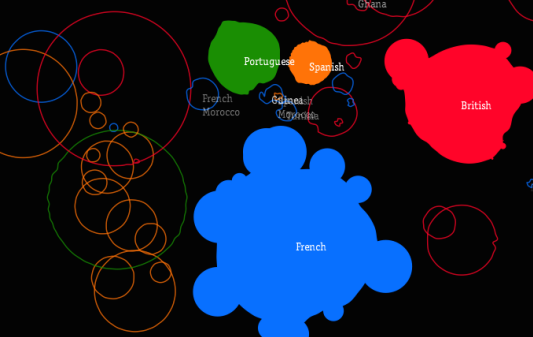 Ghana
Portuguese
Spanish
French
Morocco
British
French